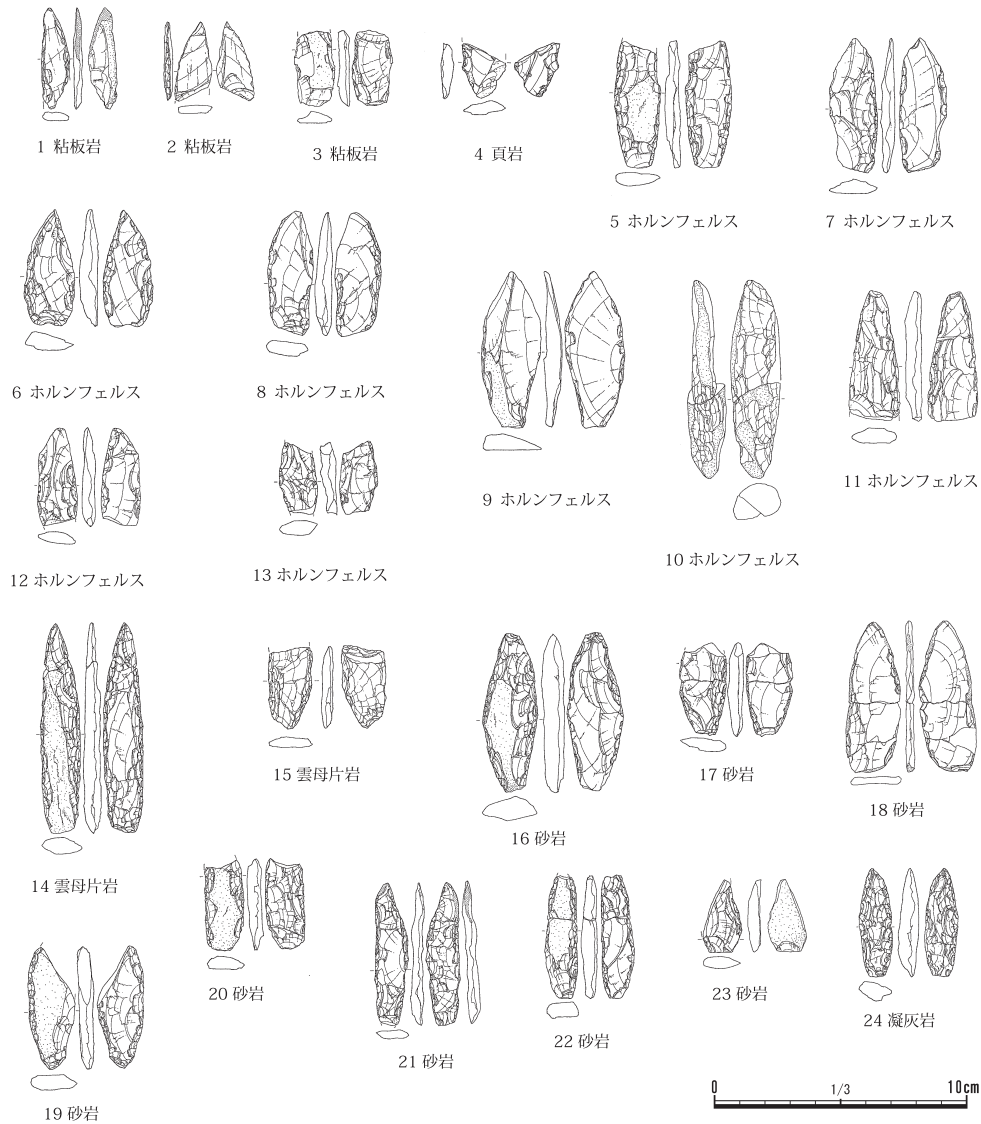 1 粘板岩
2 粘板岩
3 粘板岩
4 頁岩
5 ホルンフェルス
7 ホルンフェルス
6 ホルンフェルス
8 ホルンフェルス
9 ホルンフェルス
10 ホルンフェルス
11 ホルンフェルス
12 ホルンフェルス
13 ホルンフェルス
14 雲母片岩
15 雲母片岩
16 砂岩
17 砂岩
18 砂岩
19 砂岩
20 砂岩
21 砂岩
22 砂岩
23 砂岩
24 凝灰岩
0 1/3 10cm